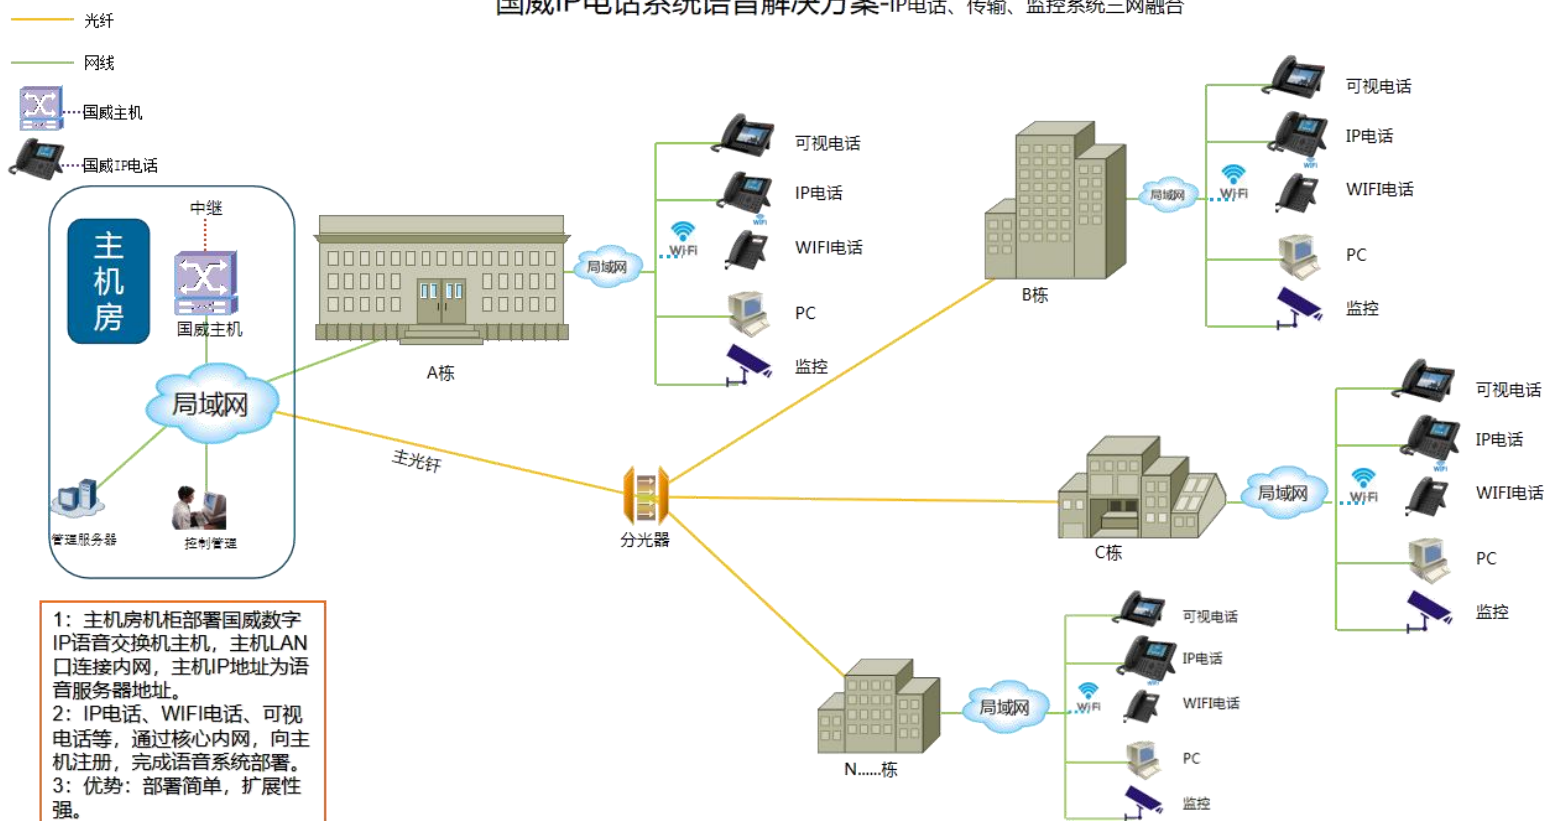 国威IP电话系统语音解决方案-IP电话、传输、监控系统三网融合
光纤
网线
国威主机
国威IP电话
中继
主机房
国威主机
局域网
管理服务器
控制管理
主光钎
分光器
A栋
局域网
Wi-Fi
可视电话
IP电话
WIFI
WIFI电话
PC
监控
B栋
局域网
Wi-Fi
可视电话
IP电话
WIFI
WIFI电话
PC
监控
C栋
局域网
Wi-Fi
可视电话
IP电话
WIFI
WIFI电话
PC
监控
N......栋
局域网
Wi-Fi
可视电话
IP电话
WIFI
WIFI电话
PC
监控
1：主机房机柜部署国威数字
IP语音交换机主机，主机LAN
口连接内网，主机IP地址为语
音服务器地址。
2：IP电话、WIFI电话、可视
电话等，通过核心内网，向主
机注册，完成语音系统部署。
3：优势：部署简单，扩展性
强。